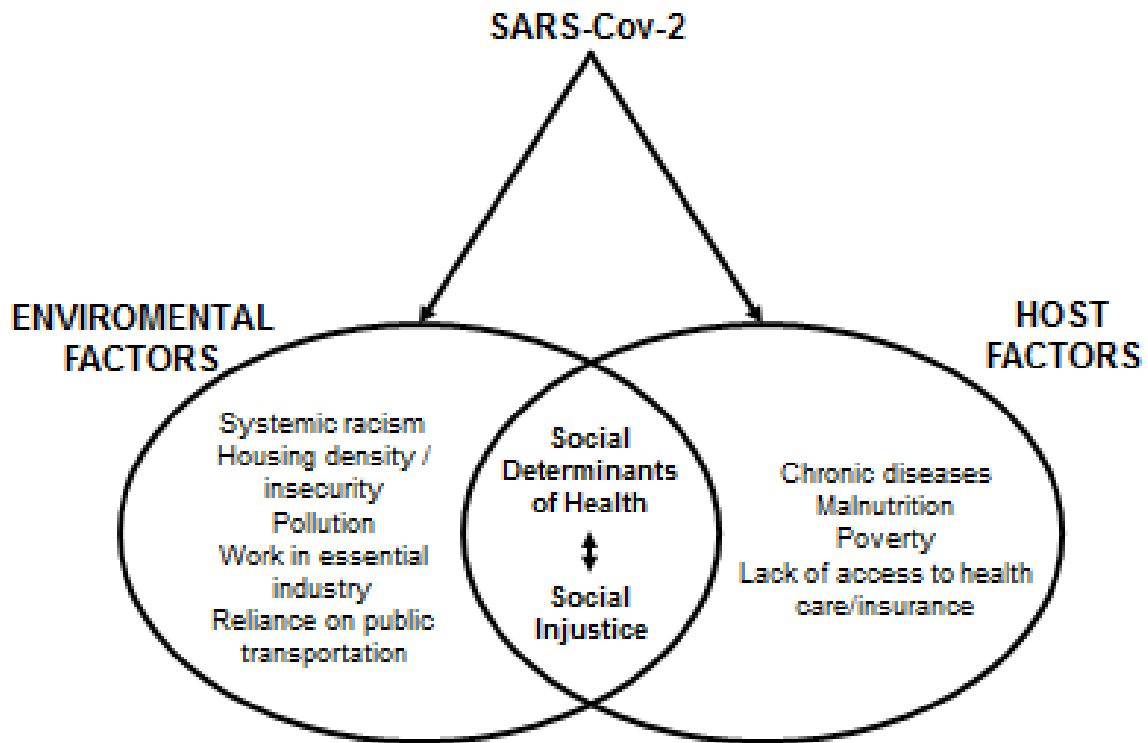 SARS-Cov-2
ENVIROMENTAL
FACTORS
HOST
FACTORS
Systemic racism
Housing density /
insecurity
Pollution
Work in essential
industry
Reliance on public
transportation
Social
Determinants
of Health
Social
Injustice
Chronic diseases
Malnutrition
Poverty
Lack of access to health
care/insurance